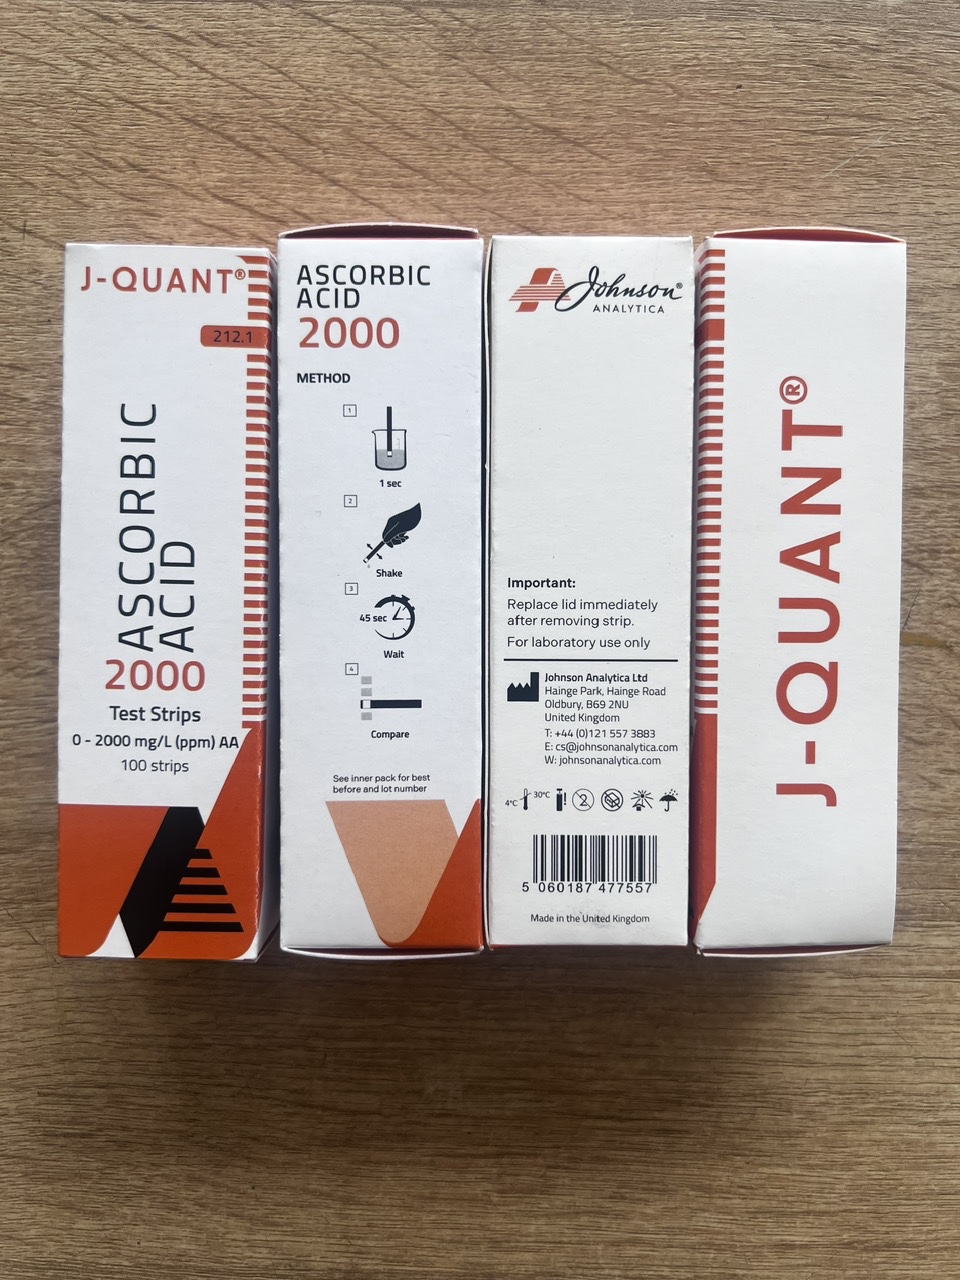 J-QUANT®
212.1
ASCORBIC
ACID
2000
Test Strips
0 - 2000 mg/L (ppm) AA
100 strips
ASCORBIC
ACID
2000
METHOD
1
1 sec
2
Shake
3
45 sec
Wait
4
Compare
See inner pack for best
before and lot number
Johnson®
ANALYTICA
Important:
Replace lid immediately
after removing strip.
For laboratory use only
Johnson Analytica Ltd
Hainge Park, Hainge Road
Oldbury, B69 2NU
United Kingdom
T: +44 (0)121 557 3883
E: cs@johnsonanalytica.com
W: johnsonanalytica.com
4°C 30°C 2
5 060187 477557
Made in the United Kingdom
J-QUANT®